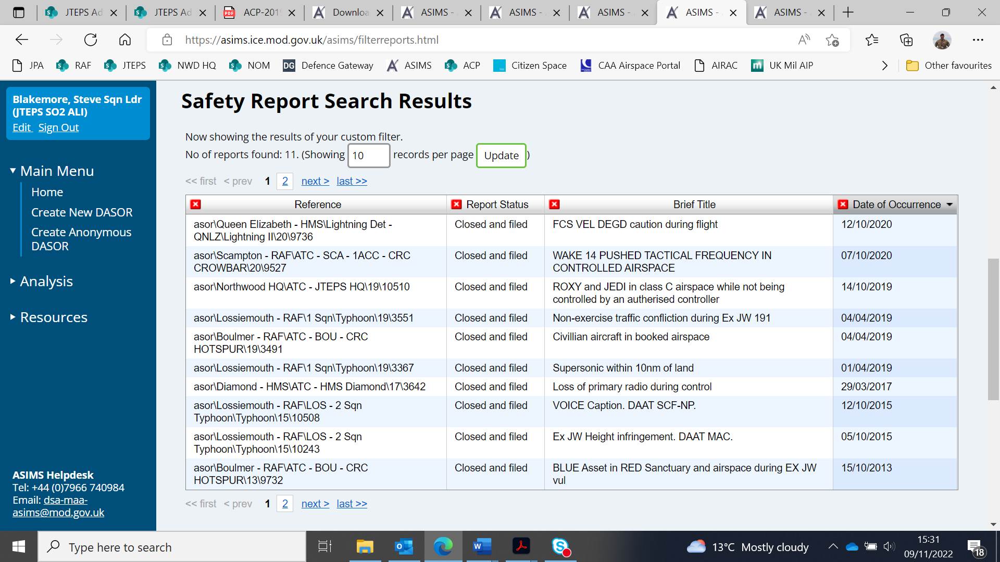 JTEPS Ad
JTEPS Ad
ACP-201
Downloa
ASIMS -
ASIMS -
ASIMS -
ASIMS -
ASIMS -
https://asims.ice.mod.gov.uk/asims/filterreports.html
JPA
RAF
JTEPS
NWD HQ
NOM
DG Defence Gateway
ASIMS
ACP
Citizen Space
CAA Airspace Portal
AIRAC
m UK Mil AIP
Other favourites
Blakemore, Steve Sqn Ldr
(JTEPS SO2 ALI)
Edit Sign Out
Main Menu
Home
Create New DASOR
Create Anonymous
DASOR
Analysis
Resources
ASIMS Helpdesk
Tel: +44 (0)7966 740984
Email: dsa-maa-
asims@mod.gov.uk
Safety Report Search Results
Now showing the results of your custom filter.
No of reports found: 11. (Showing 10 records per page Update )
<< first < prev 1 2 next > last >>
Reference Report Status Brief Title Date of Occurrence
asor\Queen Elizabeth - HMS\Lightning Det - Closed and filed FCS VEL DEGD caution during flight 12/10/2020
QNLZ\Lightning II\20\9736
asor\Scampton - RAF\ATC - SCA - 1ACC - CRC Closed and filed WAKE 14 PUSHED TACTICAL FREQUENCY IN 07/10/2020
CROWBAR\20\9527 CONTROLLED AIRSPACE
asor\Northwood HQ\ATC - JTEPS HQ\19\10510 Closed and filed ROXY and JEDI in class C airspace while not being 14/10/2019
controlled by an autherised controller
asor\Lossiemouth - RAF\1 Sqn\Typhoon\19\3551 Closed and filed Non-exercise traffic confliction during Ex JW 191 04/04/2019
asor\Boulmer - RAF\ATC - BOU - CRC Closed and filed Civillian aircraft in booked airspace 04/04/2019
HOTSPUR\19\3491
asor\Lossiemouth - RAF\1 Sqn\Typhoon\19\3367 Closed and filed Supersonic within 10nm of land 01/04/2019
asor\Diamond - HMS\ATC - HMS Diamond\17\3642 Closed and filed Loss of primary radio during control 29/03/2017
asor\Lossiemouth - RAF\LOS - 2 Sqn Closed and filed VOICE Caption. DAAT SCF-NP. 12/10/2015
Typhoon\Typhoon\15\10508
asor\Lossiemouth - RAF\LOS - 2 Sqn Closed and filed Ex JW Height infringement. DAAT MAC. 05/10/2015
Typhoon\Typhoon\15\10243
asor\Boulmer - RAF\ATC - BOU - CRC Closed and filed BLUE Asset in RED Sanctuary and airspace during EX JW 15/10/2013
HOTSPUR\13\9732 vul
<< first < prev 1 2 next > last >>
Type here to search
13°C Mostly cloudy
15:31
09/11/2022
18